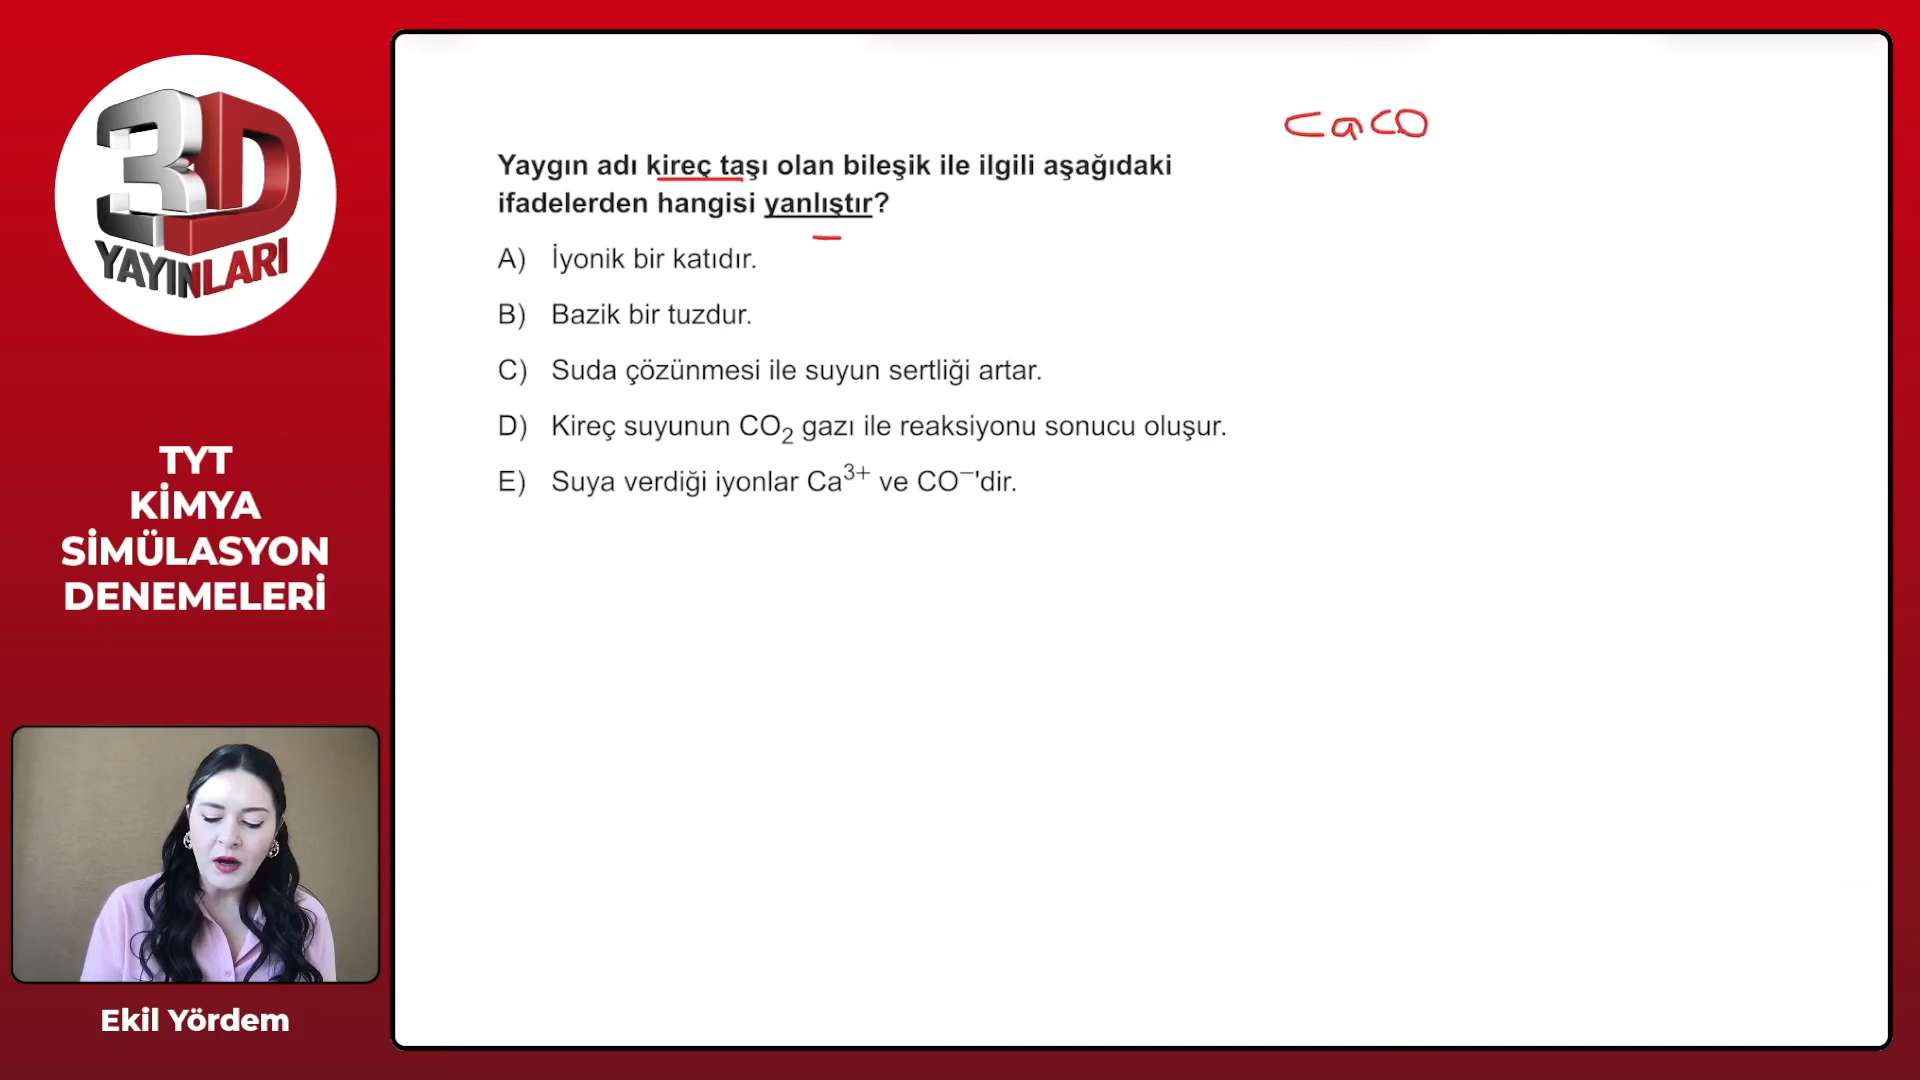 3D
YAYINLARI
TYT
KİMYA
SİMÜLASYON
DENEMELERİ
Ekil Yördem
CaCO
Yaygın adı kireç taşı olan bileşik ile ilgili aşağıdaki
ifadelerden hangisi yanlıştır?
A) İyonik bir katıdır.
B) Bazik bir tuzdur.
C) Suda çözünmesi ile suyun sertliği artar.
D) Kireç suyunun CO₂ gazı ile reaksiyonu sonucu oluşur.
E) Suya verdiği iyonlar Ca³⁺ ve CO⁻'dir.